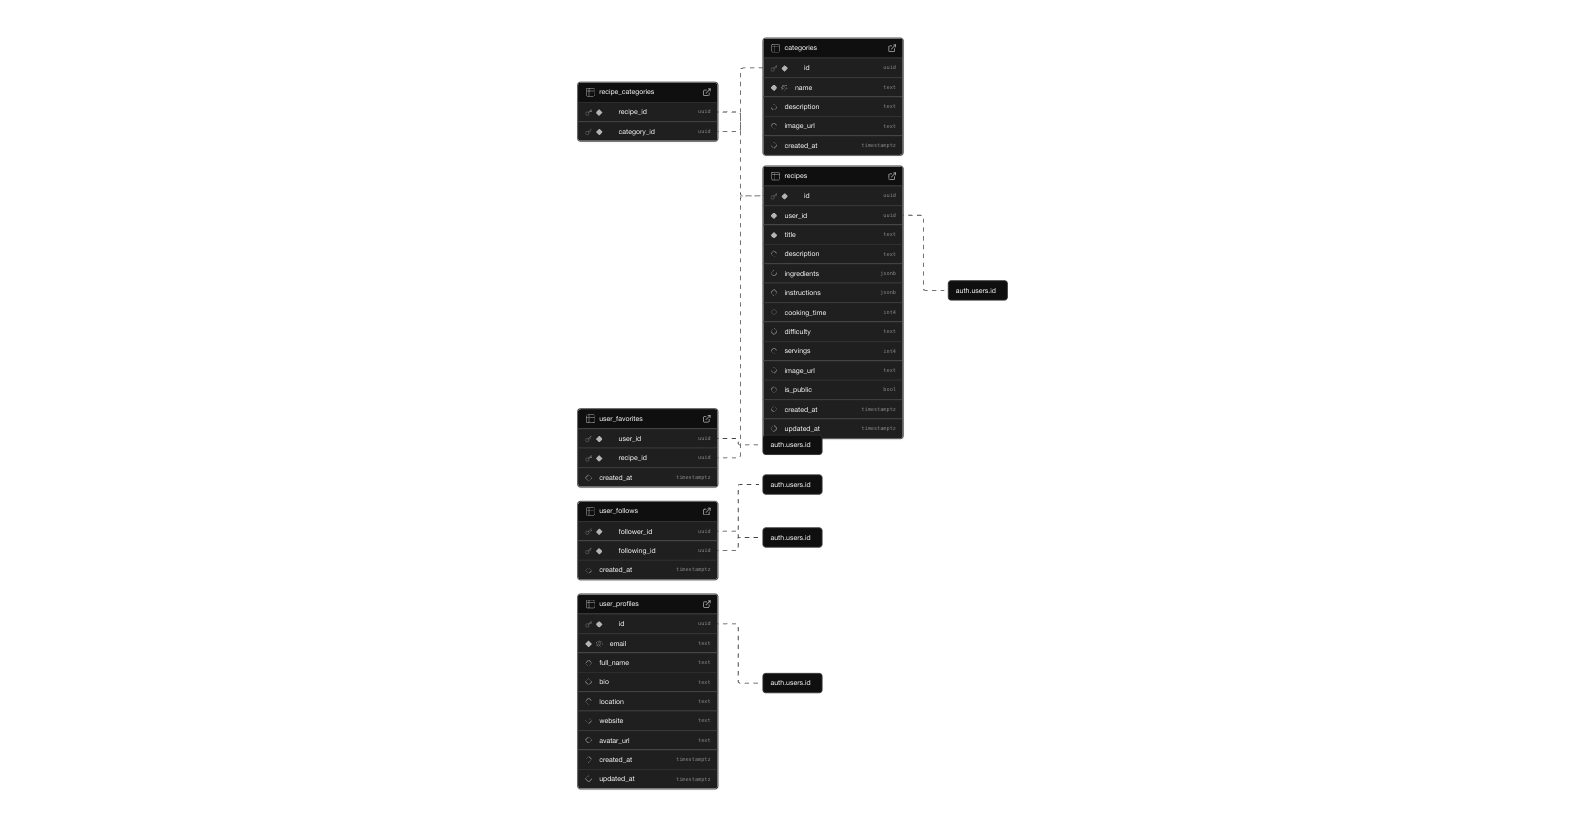 categories
id uuid
name text
description text
image_url text
created_at timestamptz
recipe_categories
recipe_id uuid
category_id uuid
recipes
id uuid
user_id uuid
title text
description text
ingredients jsonb
instructions jsonb
cooking_time int4
difficulty text
servings int4
image_url text
is_public bool
created_at timestamptz
updated_at timestamptz
auth.users.id
user_favorites
user_id uuid
recipe_id uuid
created_at timestamptz
auth.users.id
auth.users.id
user_follows
follower_id uuid
following_id uuid
created_at timestamptz
auth.users.id
user_profiles
id uuid
email text
full_name text
bio text
location text
website text
avatar_url text
created_at timestamptz
updated_at timestamptz
auth.users.id